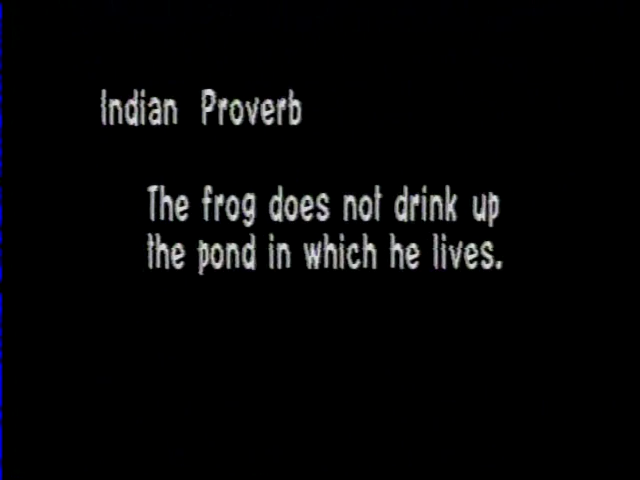 Indian Proverb
The frog does not drink up
the pond in which he lives.